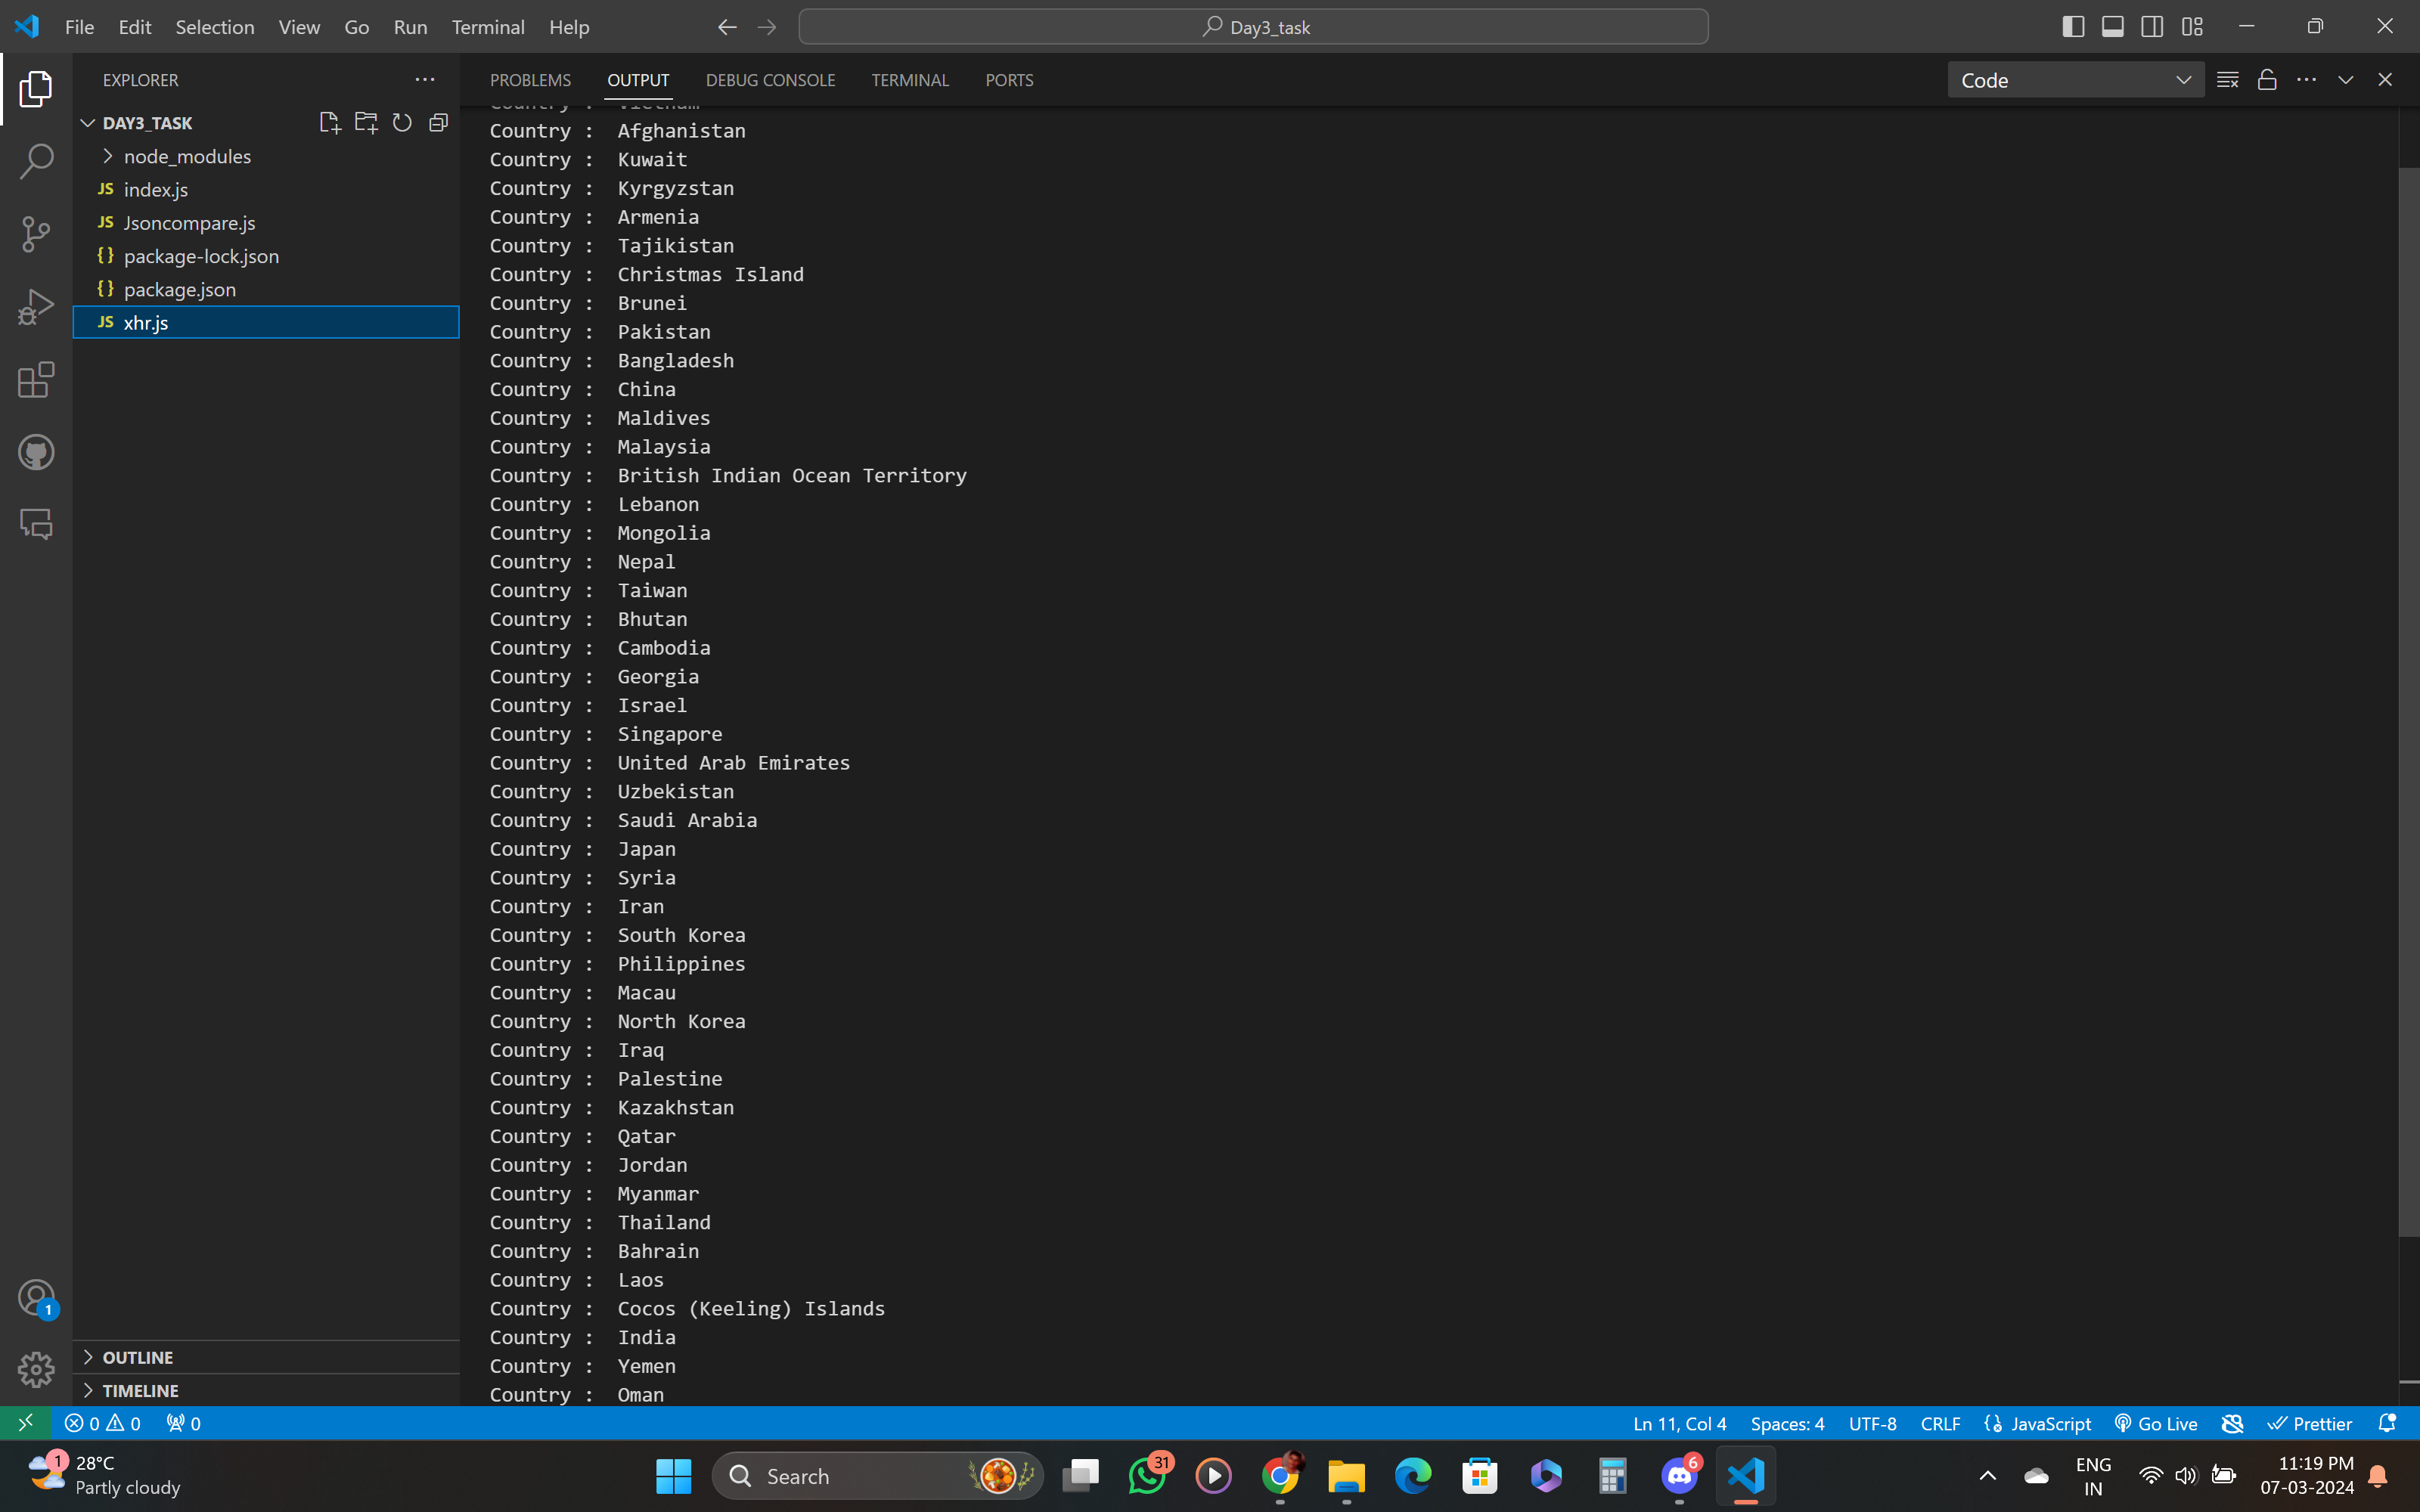 File Edit Selection View Go Run Terminal Help Day3_task
EXPLORER
DAY3_TASK
node_modules
JS index.js
JS Jsoncompare.js
{} package-lock.json
{} package.json
JS xhr.js
OUTLINE
TIMELINE
PROBLEMS OUTPUT DEBUG CONSOLE TERMINAL PORTS Code
Country : Vietnam
Country : Afghanistan
Country : Kuwait
Country : Kyrgyzstan
Country : Armenia
Country : Tajikistan
Country : Christmas Island
Country : Brunei
Country : Pakistan
Country : Bangladesh
Country : China
Country : Maldives
Country : Malaysia
Country : British Indian Ocean Territory
Country : Lebanon
Country : Mongolia
Country : Nepal
Country : Taiwan
Country : Bhutan
Country : Cambodia
Country : Georgia
Country : Israel
Country : Singapore
Country : United Arab Emirates
Country : Uzbekistan
Country : Saudi Arabia
Country : Japan
Country : Syria
Country : Iran
Country : South Korea
Country : Philippines
Country : Macau
Country : North Korea
Country : Iraq
Country : Palestine
Country : Kazakhstan
Country : Qatar
Country : Jordan
Country : Myanmar
Country : Thailand
Country : Bahrain
Country : Laos
Country : Cocos (Keeling) Islands
Country : India
Country : Yemen
Country : Oman
1
0 0 0 Ln 11, Col 4 Spaces: 4 UTF-8 CRLF {} JavaScript Go Live Prettier
1 28°C
Partly cloudy
Search
31
6
ENG
IN
11:19 PM
07-03-2024